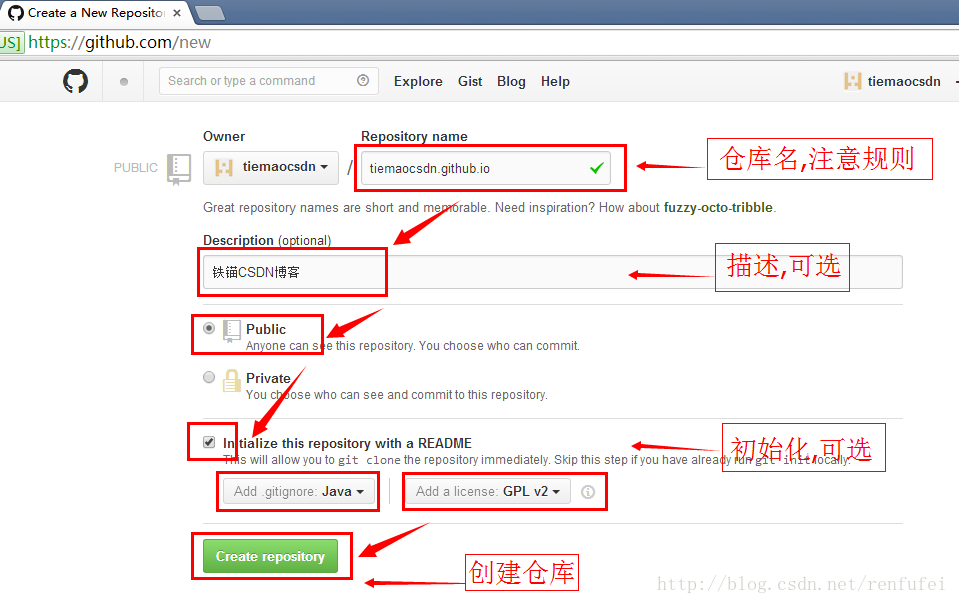 Create a New Reposito
US] https://github.com/new
Search or type a command
Explore Gist Blog Help
tiemaocsdn
Owner
Repository name
PUBLIC
tiemaocsdn
/
tiemaocsdn.github.io
仓库名,注意规则
Great repository names are short and memorable. Need inspiration? How about fuzzy-octo-tribble.
Description (optional)
铁锚CSDN博客
描述,可选
Public
Anyone can see this repository. You choose who can commit.
Private
You choose who can see and commit to this repository.
Initialize this repository with a README
初始化,可选
This will allow you to git clone the repository immediately. Skip this step if you have already run git init locally.
Add .gitignore: Java
Add a license: GPL v2
Create repository
创建仓库
http://blog.csdn.net/renfufei